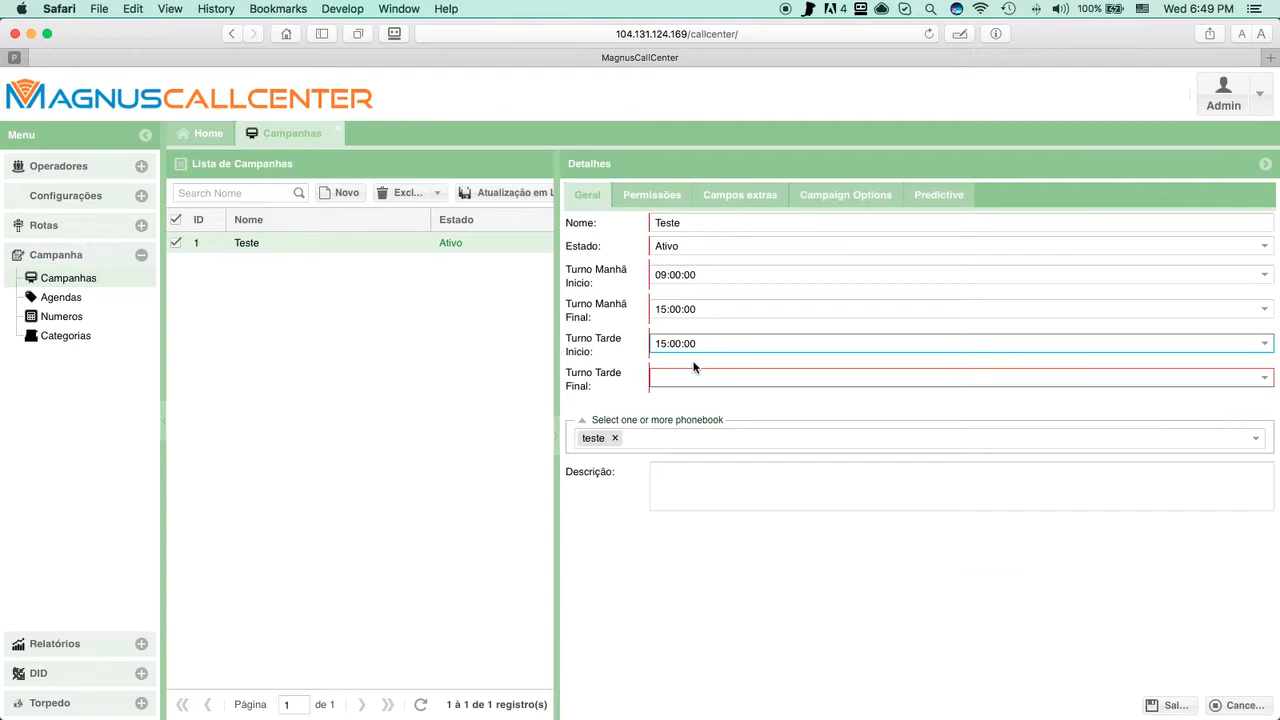 Safari File Edit View History Bookmarks Develop Window Help 4 100% Wed 6:49 PM
104.131.124.169/callcenter/ A A
P MagnusCallCenter
MAGNUSCALLCENTER
Admin
Menu
Home
Campanhas
Operadores
Configurações
Rotas
Campanha
Campanhas
Agendas
Numeros
Categorias
Relatórios
DID
Torpedo
Lista de Campanhas
Search Nome Novo Excl... Atualização em L
ID Nome Estado
1 Teste Ativo
Página 1 de 1 1 à 1 de 1 registro(s)
Detalhes
Geral Permissões Campos extras Campaign Options Predictive
Nome: Teste
Estado: Ativo
Turno Manhã
Inicio: 09:00:00
Turno Manhã
Final: 15:00:00
Turno Tarde
Inicio: 15:00:00
Turno Tarde
Final:
Select one or more phonebook
teste ×
Descrição:
Sal... Cance...